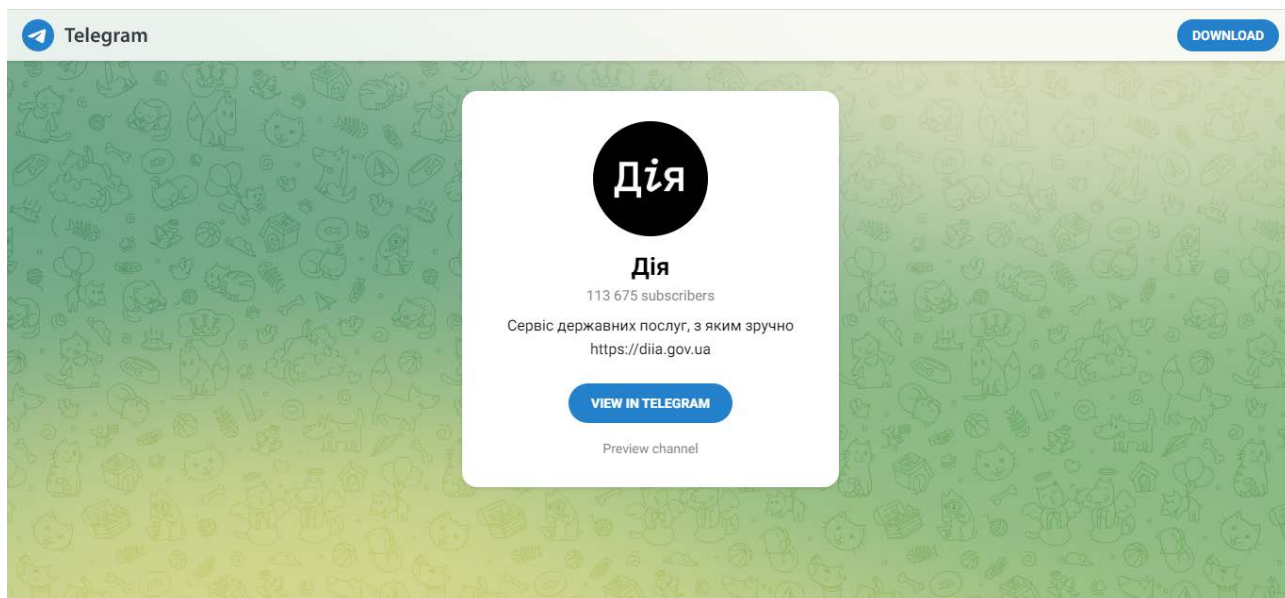 Telegram
DOWNLOAD
Дія
Дія
113 675 subscribers
Сервіс державних послуг, з яким зручно
https://diia.gov.ua
VIEW IN TELEGRAM
Preview channel